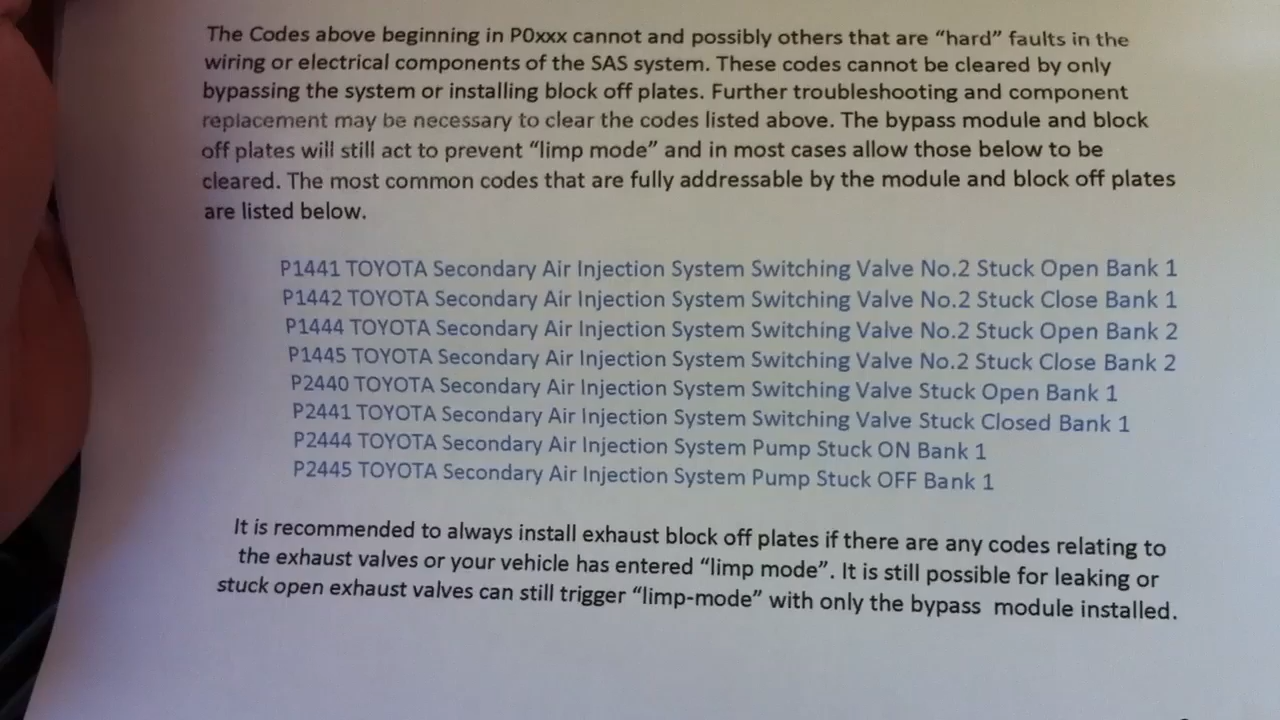 The Codes above beginning in P0xxx cannot and possibly others that are “hard” faults in the
wiring or electrical components of the SAS system. These codes cannot be cleared by only
bypassing the system or installing block off plates. Further troubleshooting and component
replacement may be necessary to clear the codes listed above. The bypass module and block
off plates will still act to prevent “limp mode” and in most cases allow those below to be
cleared. The most common codes that are fully addressable by the module and block off plates
are listed below.
P1441 TOYOTA Secondary Air Injection System Switching Valve No.2 Stuck Open Bank 1
P1442 TOYOTA Secondary Air Injection System Switching Valve No.2 Stuck Close Bank 1
P1444 TOYOTA Secondary Air Injection System Switching Valve No.2 Stuck Open Bank 2
P1445 TOYOTA Secondary Air Injection System Switching Valve No.2 Stuck Close Bank 2
P2440 TOYOTA Secondary Air Injection System Switching Valve Stuck Open Bank 1
P2441 TOYOTA Secondary Air Injection System Switching Valve Stuck Closed Bank 1
P2444 TOYOTA Secondary Air Injection System Pump Stuck ON Bank 1
P2445 TOYOTA Secondary Air Injection System Pump Stuck OFF Bank 1
It is recommended to always install exhaust block off plates if there are any codes relating to
the exhaust valves or your vehicle has entered “limp mode”. It is still possible for leaking or
stuck open exhaust valves can still trigger “limp-mode” with only the bypass module installed.